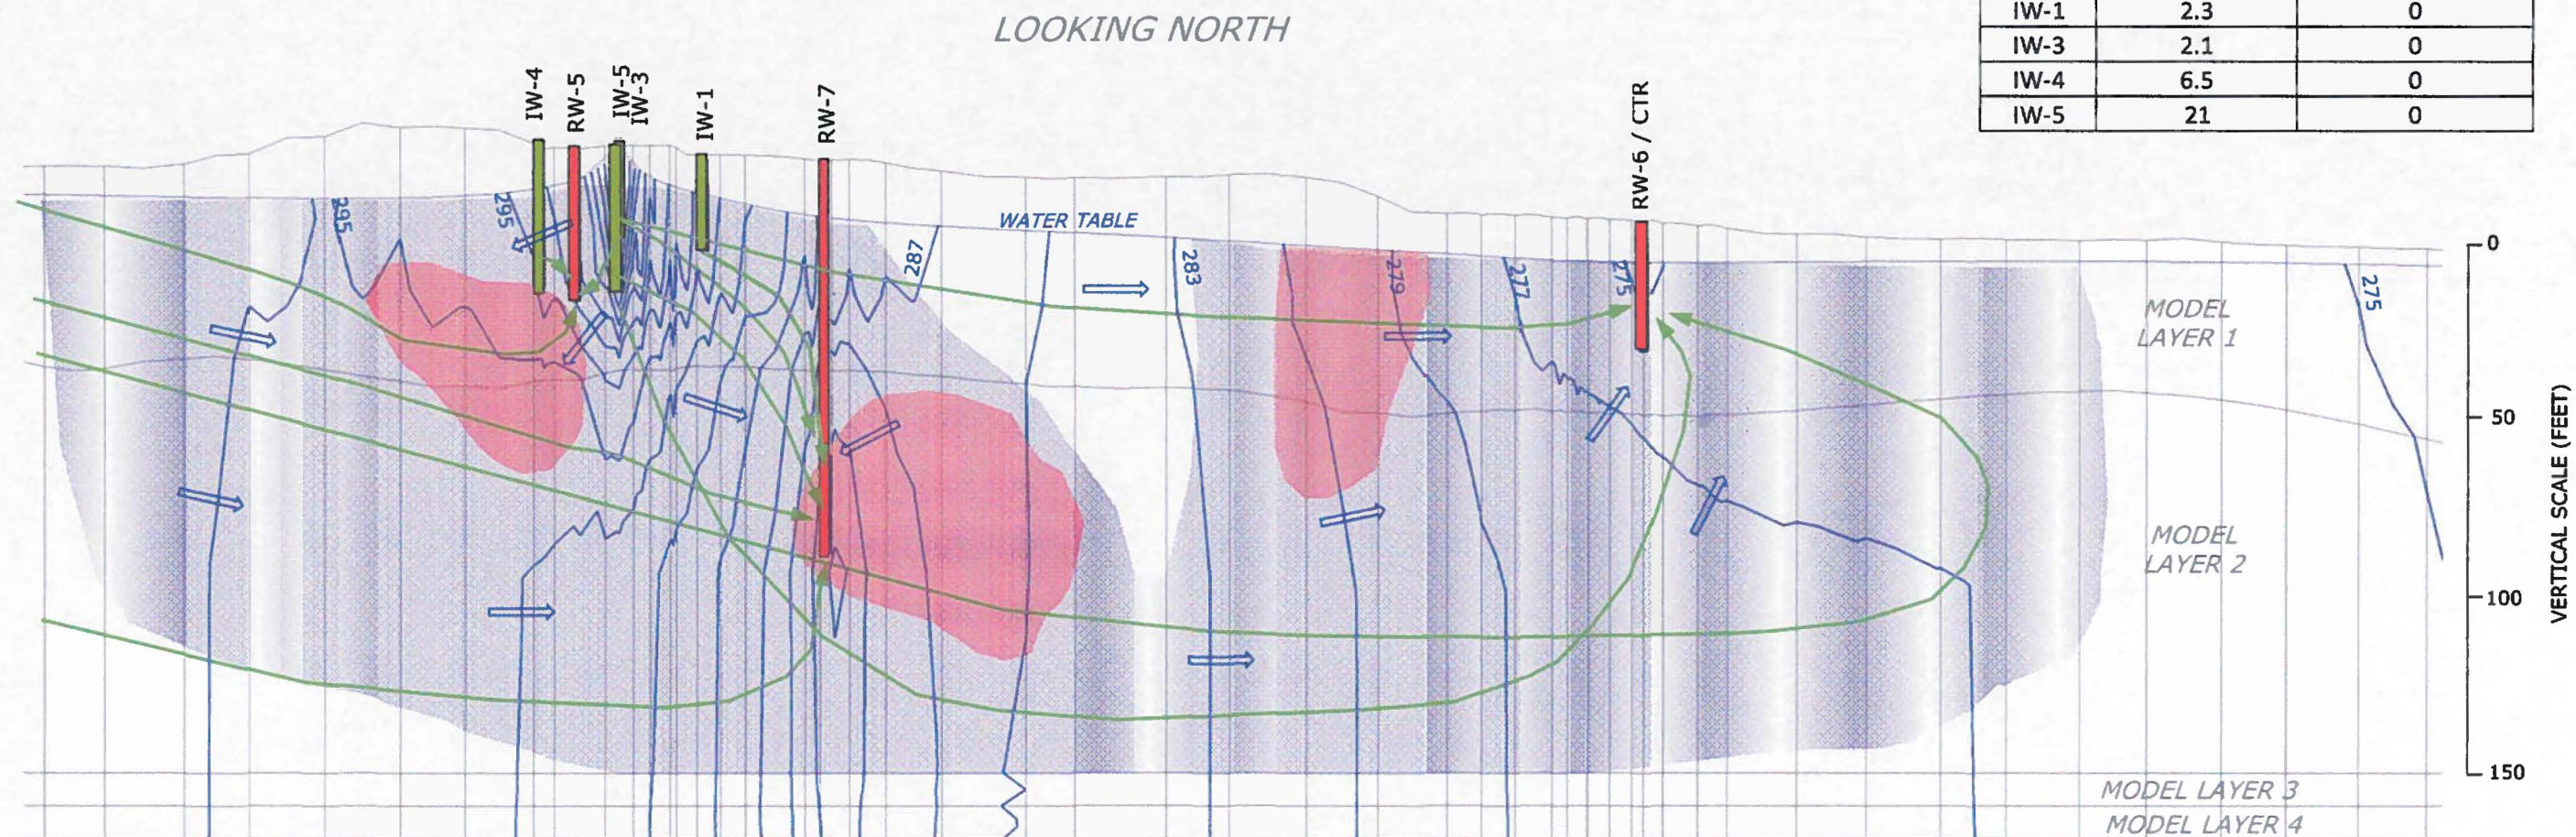 LOOKING NORTH
IW-1 2.3 0
IW-3 2.1 0
IW-4 6.5 0
IW-5 21 0
IW-4
RW-5
IW-5
IW-3
IW-1
RW-7
RW-6 / CTR
WATER TABLE
295
295
287
283
279
277
275
275
0
50
100
150
VERTICAL SCALE (FEET)
MODEL
LAYER 1
MODEL
LAYER 2
MODEL LAYER 3
MODEL LAYER 4